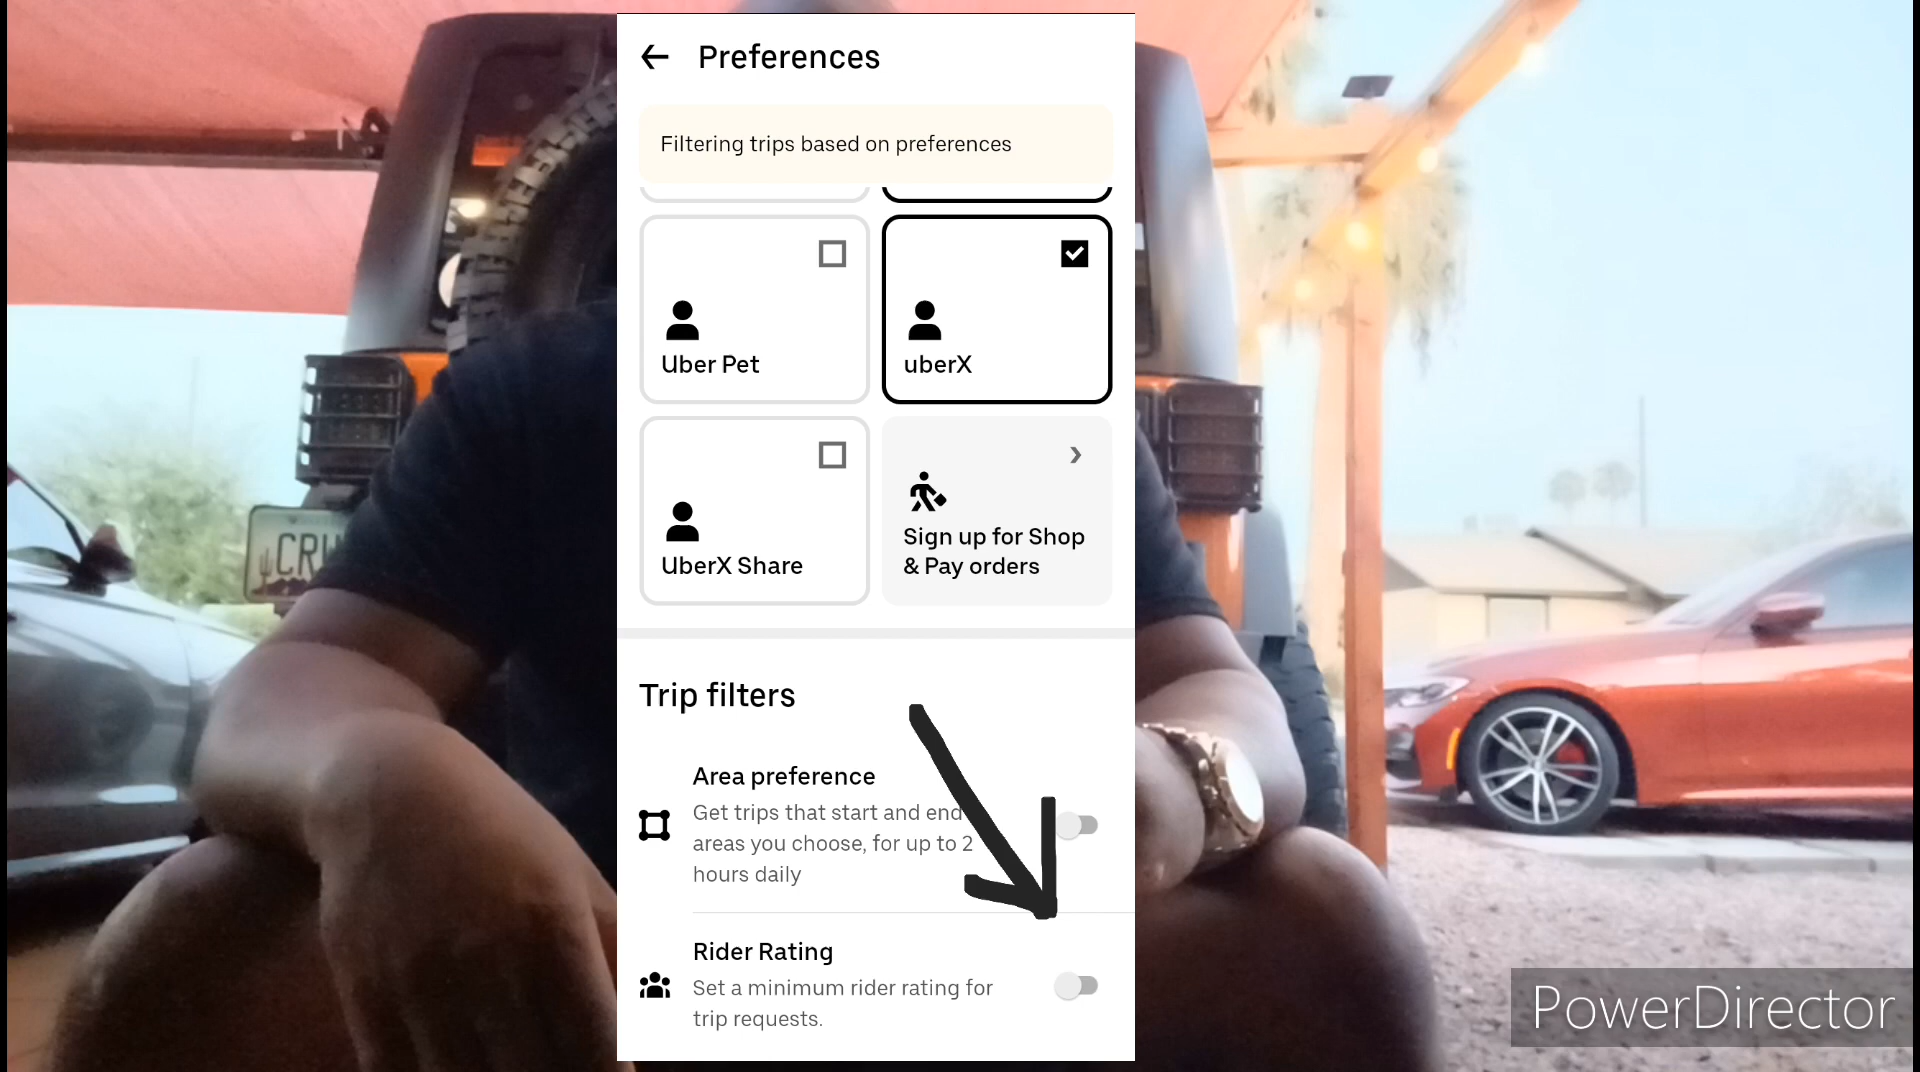 Preferences
Filtering trips based on preferences
Uber Pet
uberX
UberX Share
Sign up for Shop
& Pay orders
Trip filters
Area preference
Get trips that start and end
areas you choose, for up to 2
hours daily
Rider Rating
Set a minimum rider rating for
trip requests.
CRW
PowerDirector